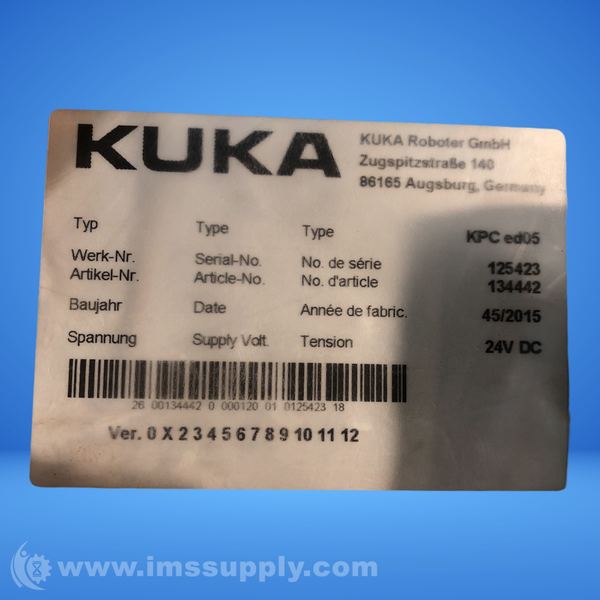 KUKA
KUKA Roboter GmbH
Zugspitzstraße 140
86165 Augsburg, Germany
Typ Type Type KPC ed05
Werk-Nr. Serial-No. No. de série 125423
Artikel-Nr. Article-No. No. d'article 134442
Baujahr Date Année de fabric. 45/2015
Spannung Supply Volt. Tension 24V DC
26 00134442 0 000120 01 0125423 18
Ver. 0 X 2 3 4 5 6 7 8 9 10 11 12
www.imssupply.com